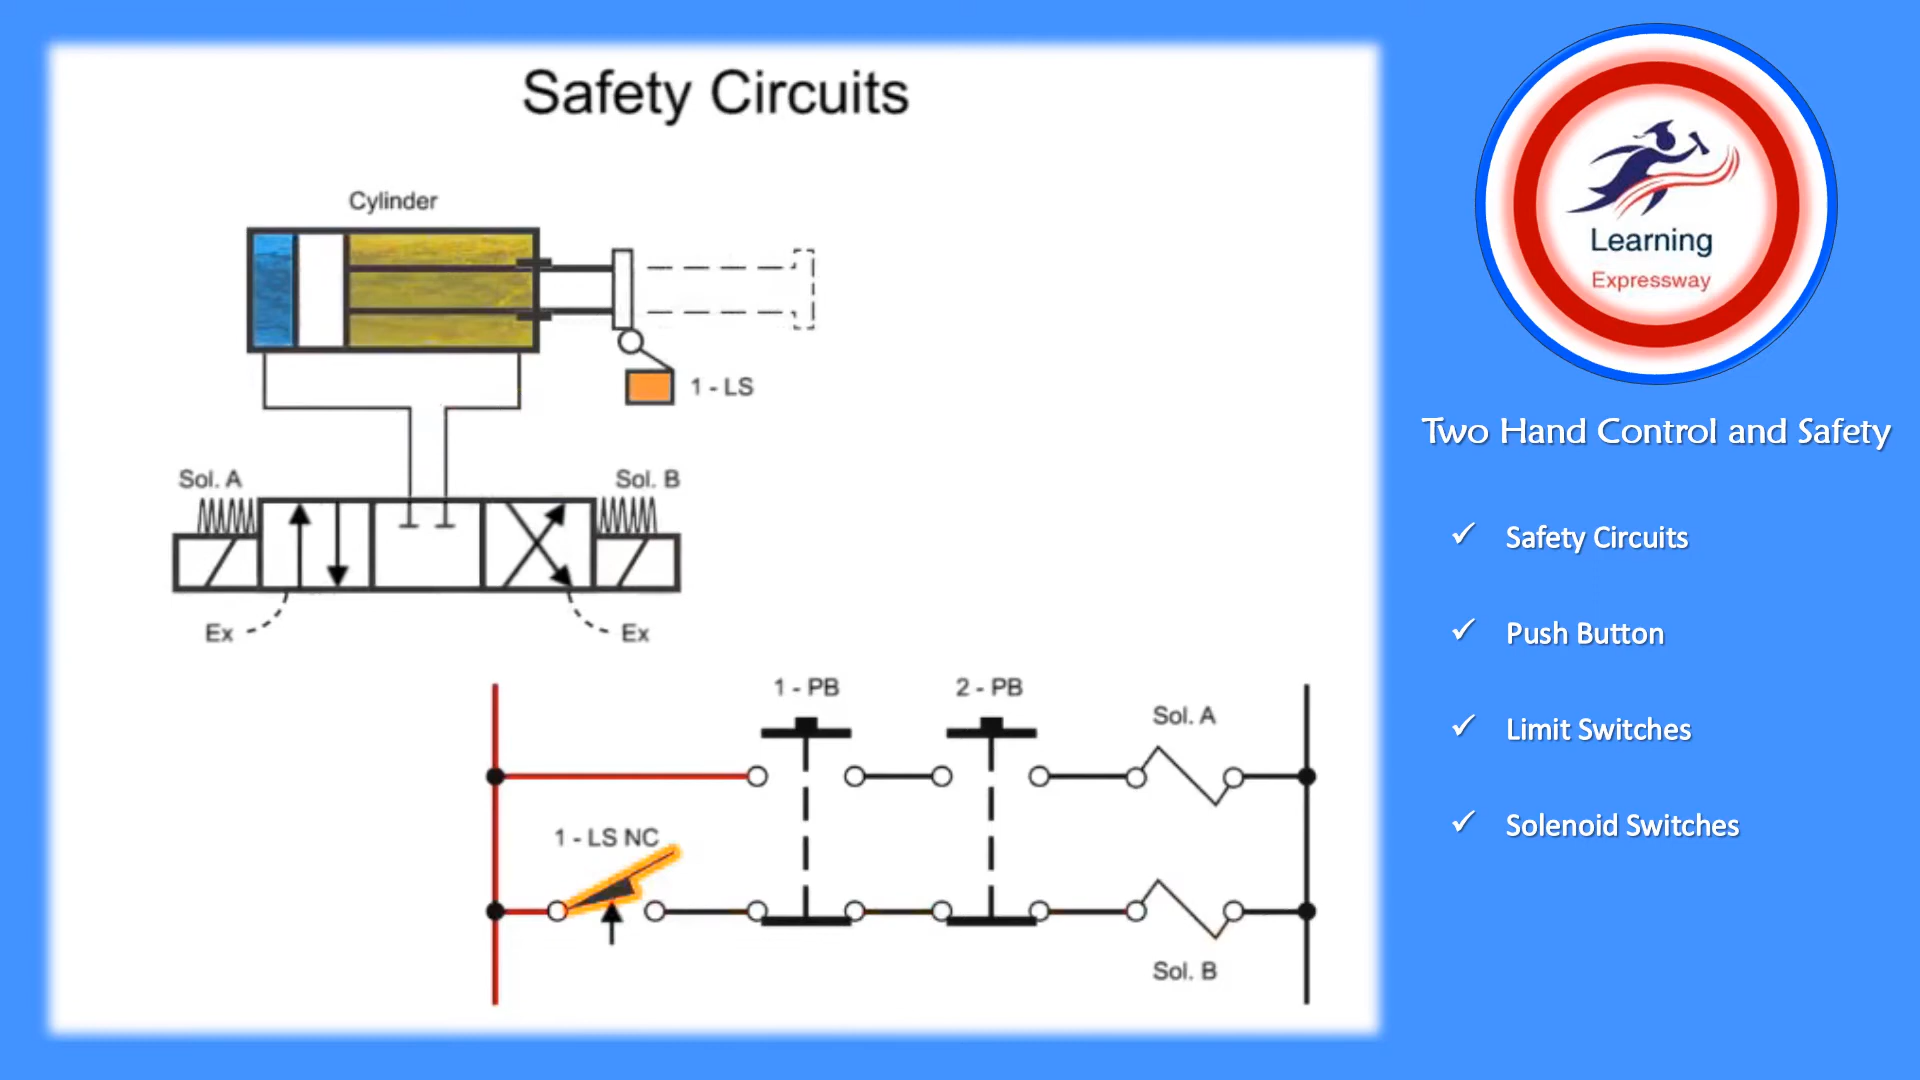 Safety Circuits
Cylinder
1 - LS
Sol. A
Sol. B
Ex
Ex
1 - PB
2 - PB
Sol. A
1 - LS NC
Sol. B
Learning
Expressway
Two Hand Control and Safety
✓ Safety Circuits
✓ Push Button
✓ Limit Switches
✓ Solenoid Switches